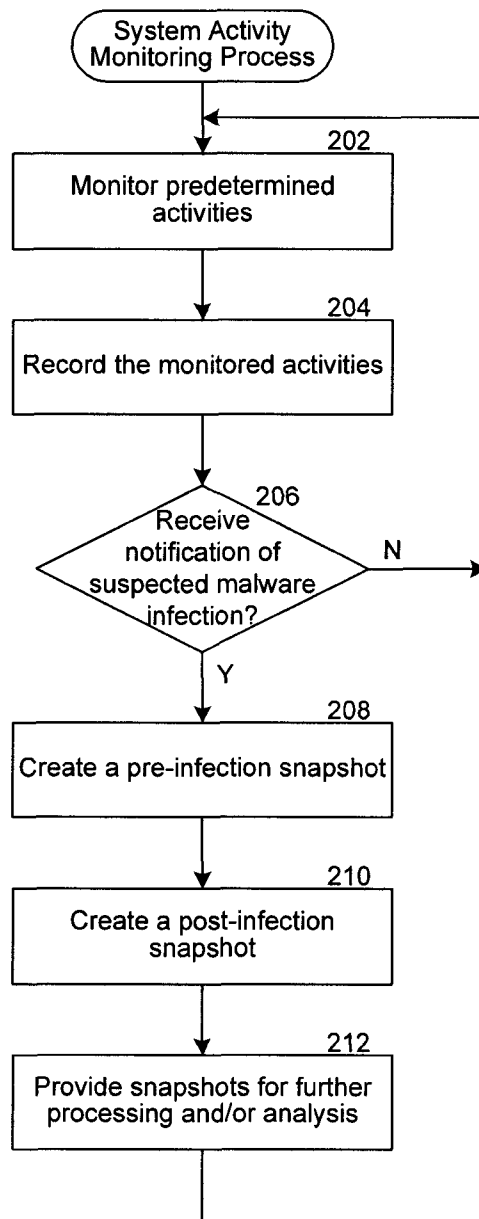 System Activity
Monitoring Process
202
Monitor predetermined
activities
204
Record the monitored activities
206
Receive
notification of
suspected malware
infection?
N
Y
208
Create a pre-infection snapshot
210
Create a post-infection
snapshot
212
Provide snapshots for further
processing and/or analysis